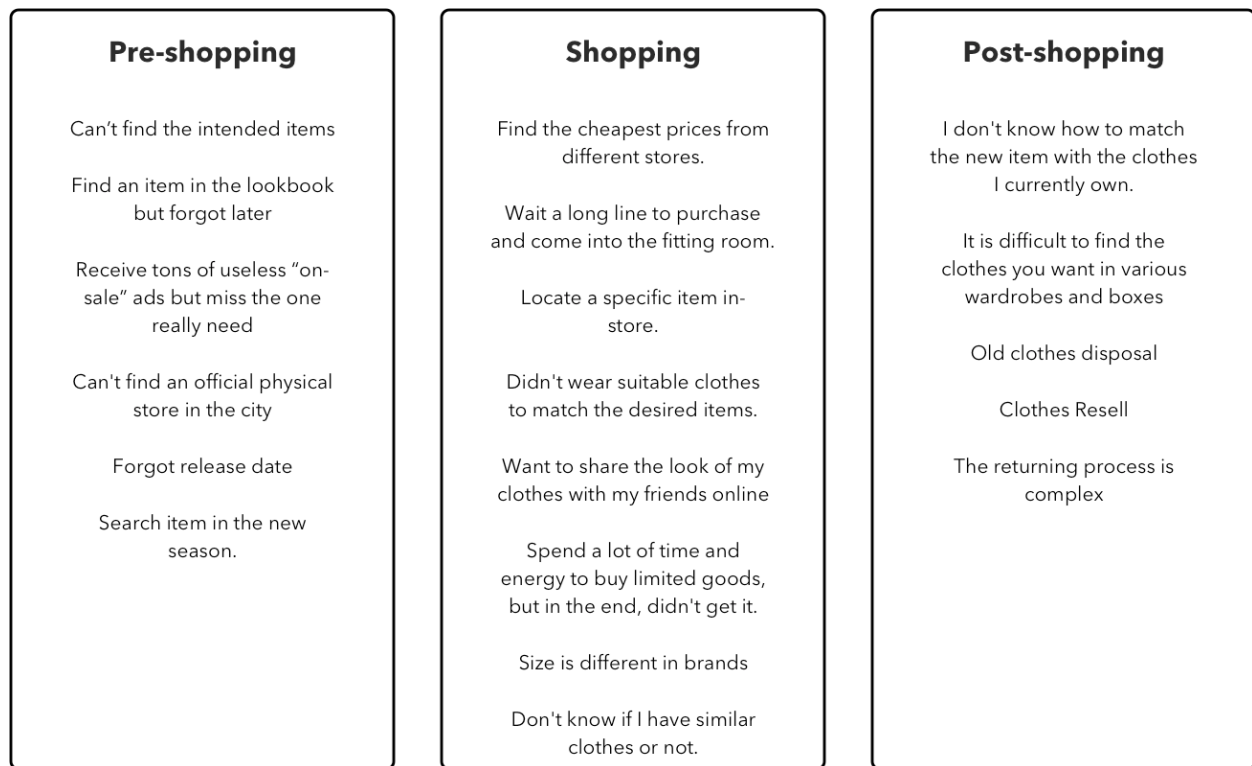 Pre-shopping
Can’t find the intended items
Find an item in the lookbook
but forgot later
Receive tons of useless “on-
sale” ads but miss the one
really need
Can't find an official physical
store in the city
Forgot release date
Search item in the new
season.
Shopping
Find the cheapest prices from
different stores.
Wait a long line to purchase
and come into the fitting room.
Locate a specific item in-
store.
Didn't wear suitable clothes
to match the desired items.
Want to share the look of my
clothes with my friends online
Spend a lot of time and
energy to buy limited goods,
but in the end, didn't get it.
Size is different in brands
Don't know if I have similar
clothes or not.
Post-shopping
I don't know how to match
the new item with the clothes
I currently own.
It is difficult to find the
clothes you want in various
wardrobes and boxes
Old clothes disposal
Clothes Resell
The returning process is
complex